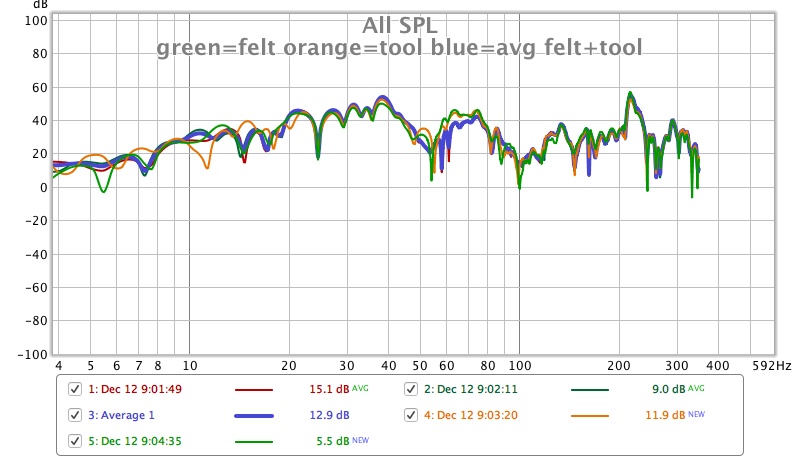 dB
All SPL
green=felt orange=tool blue=avg felt+tool
100
80
60
40
20
0
−20
−40
−60
−80
−100
4 5 6 7 8 10 20 30 40 50 60 80 100 200 300 400 592Hz
1: Dec 12 9:01:49 15.1 dB AVG 2: Dec 12 9:02:11 9.0 dB AVG
3: Average 1 12.9 dB 4: Dec 12 9:03:20 11.9 dB NEW
5: Dec 12 9:04:35 5.5 dB NEW